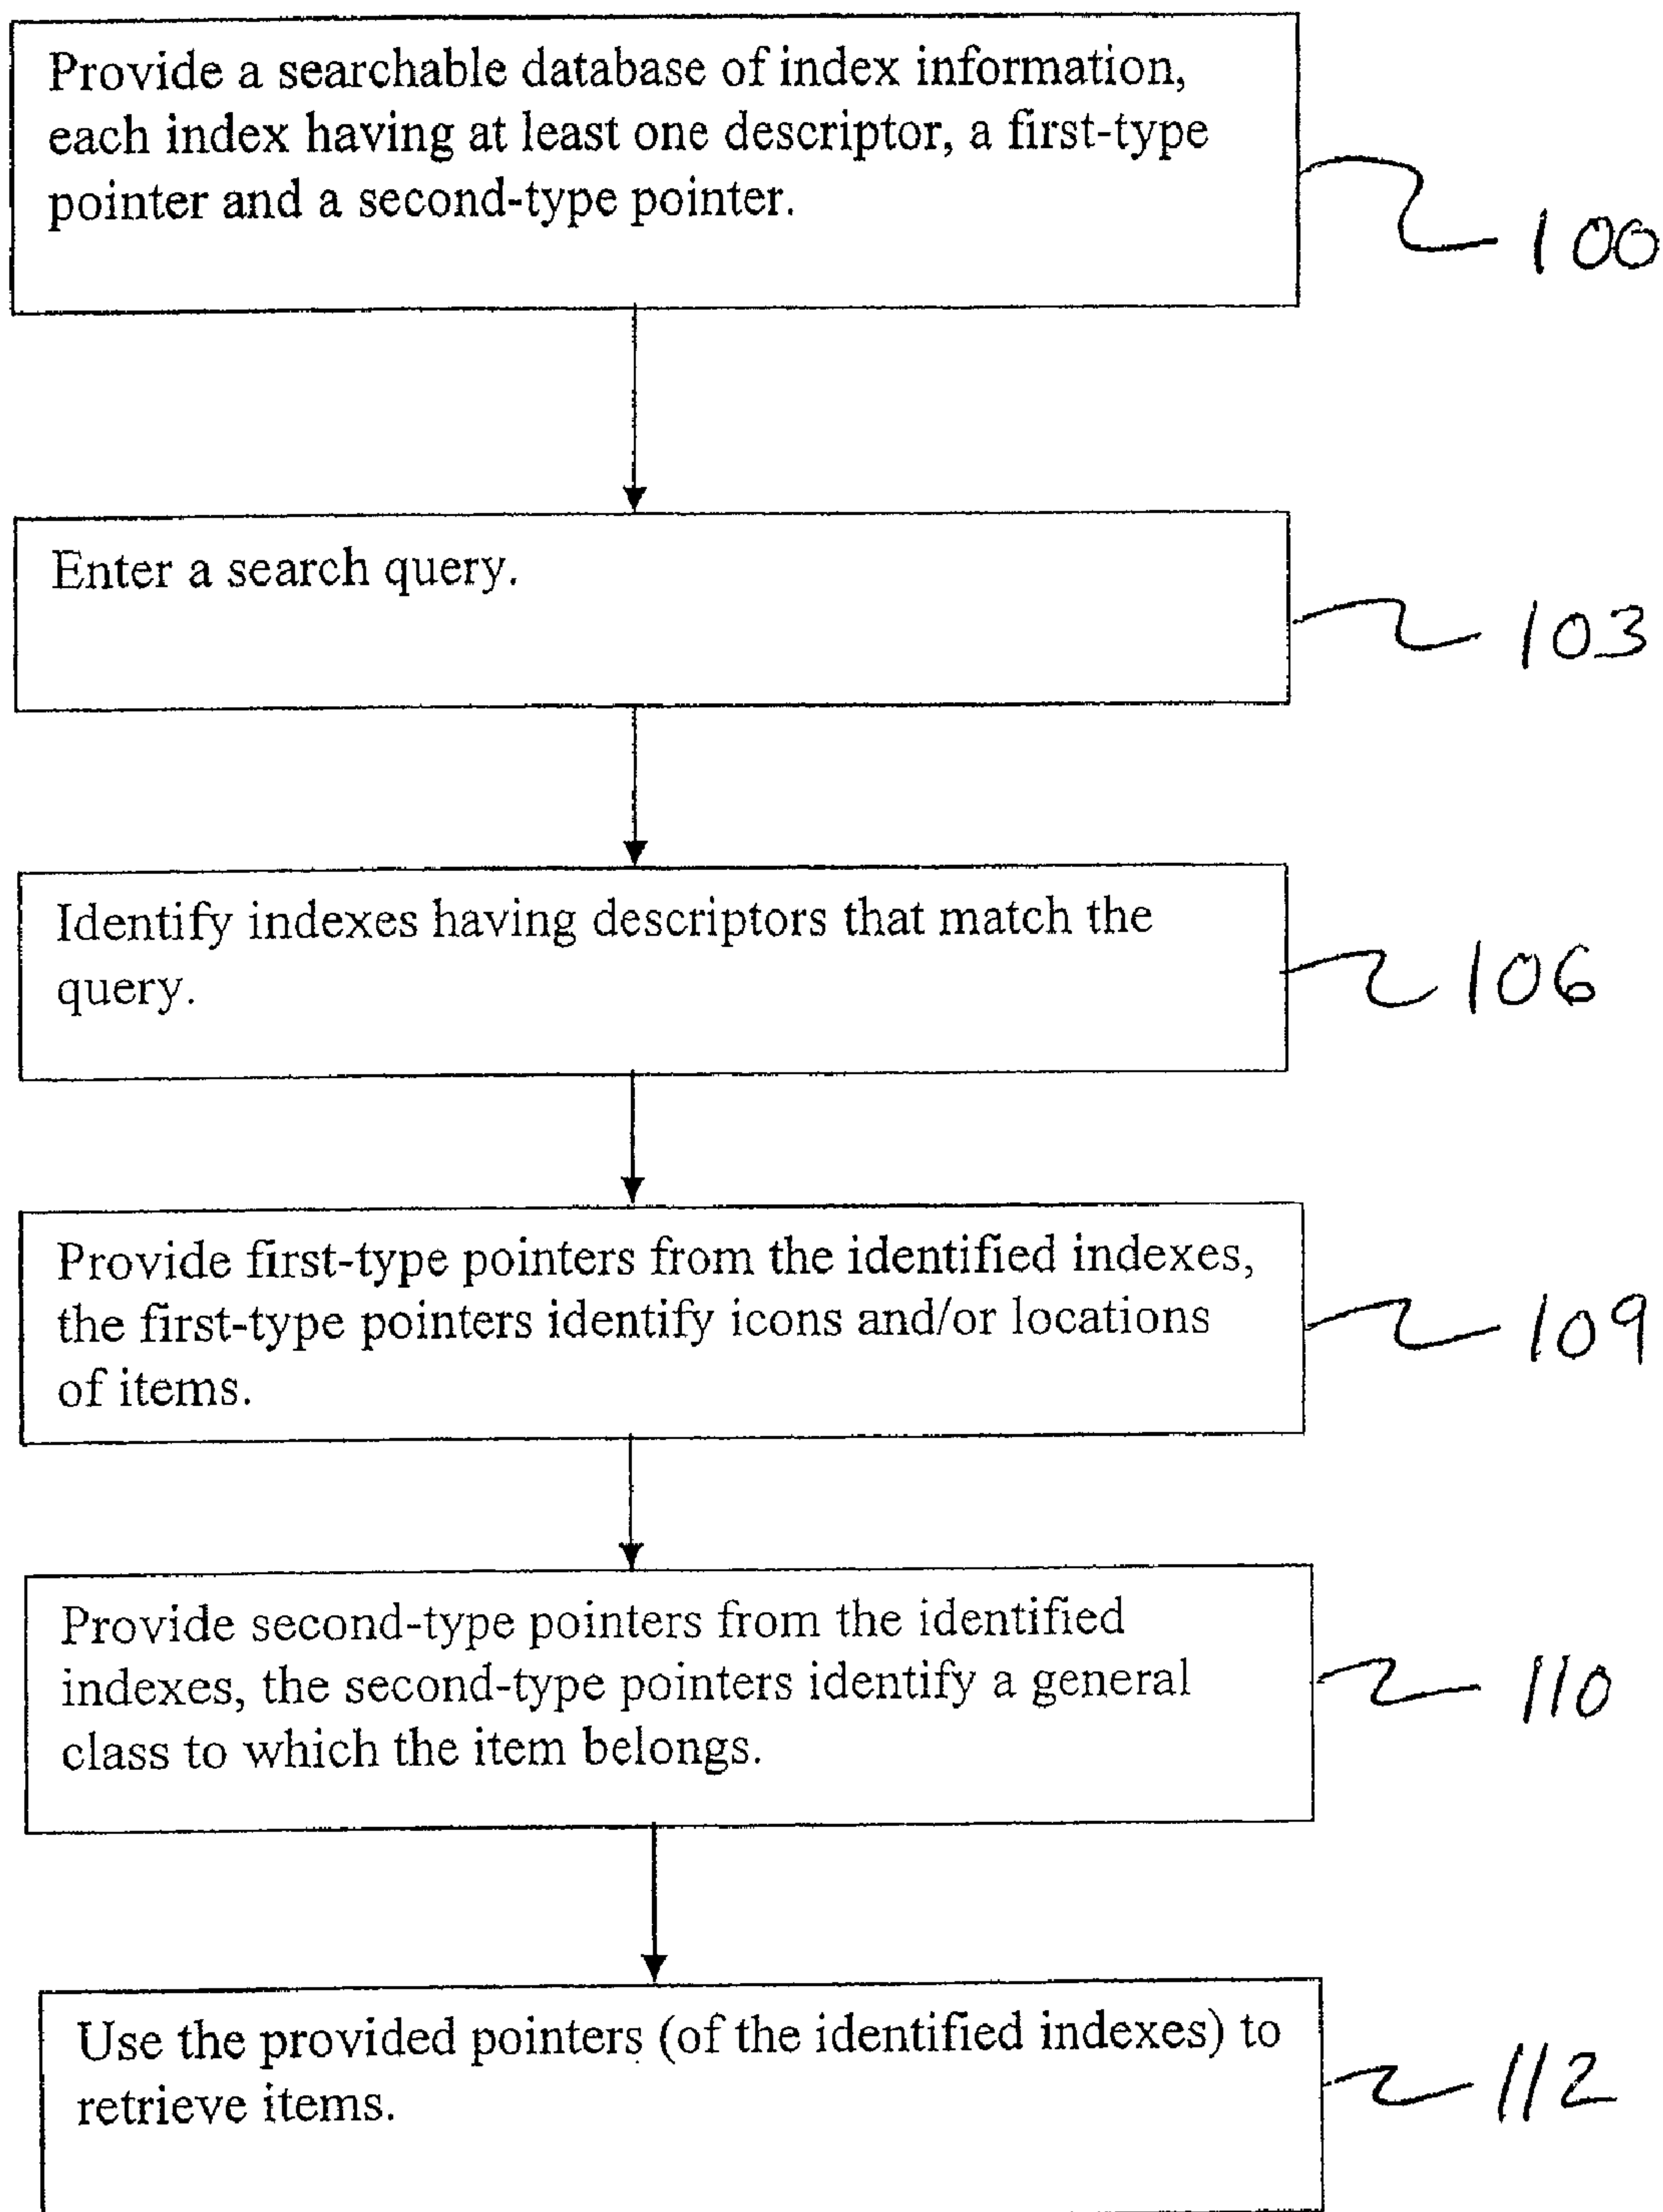 Provide a searchable database of index information,
each index having at least one descriptor, a first-type
pointer and a second-type pointer.
100
Enter a search query.
103
Identify indexes having descriptors that match the
query.
106
Provide first-type pointers from the identified indexes,
the first-type pointers identify icons and/or locations
of items.
109
Provide second-type pointers from the identified
indexes, the second-type pointers identify a general
class to which the item belongs.
110
Use the provided pointers (of the identified indexes) to
retrieve items.
112